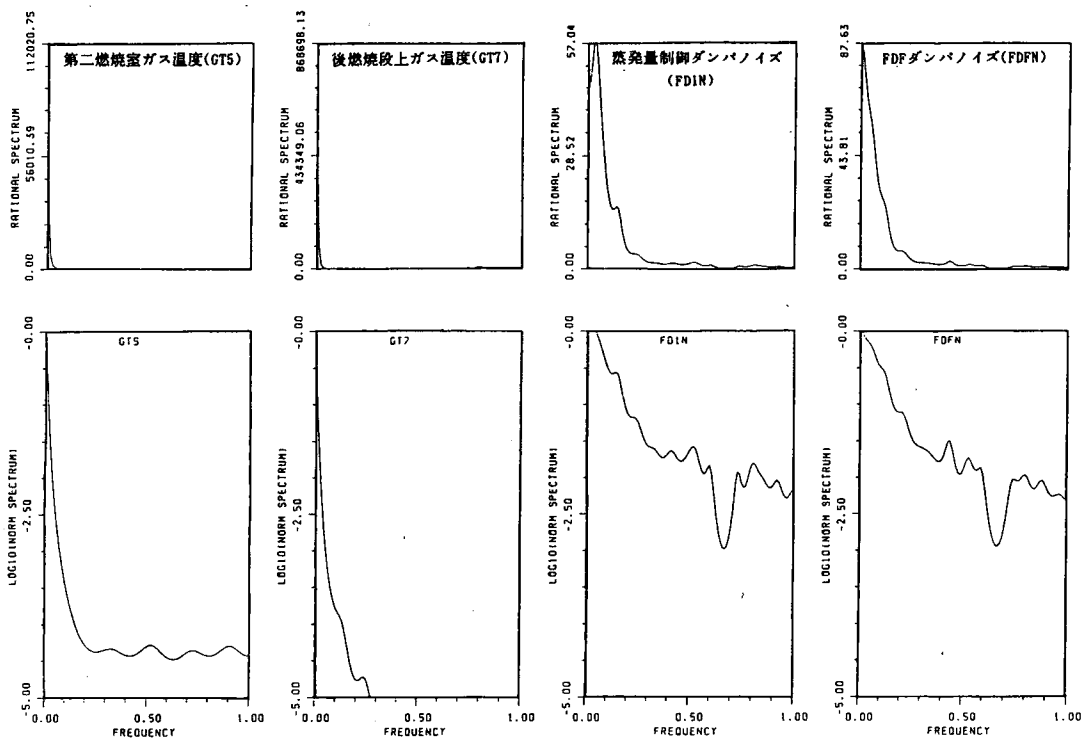 第二燃焼室ガス温度(GT5)
RATIONAL SPECTRUM
0.00 56010.59 112020.75
後燃焼段上ガス温度(GT7)
RATIONAL SPECTRUM
0.00 434349.06 868698.13
蒸発量制御ダンパノイズ
(FD1N)
RATIONAL SPECTRUM
0.00 28.52 57.04
FDFダンパノイズ(FDFN)
RATIONAL SPECTRUM
0.00 43.81 87.63
GT5
LOG10(NORM SPECTRUM)
-5.00 -2.50 -0.00
0.00 0.50 1.00
FREQUENCY
GT7
LOG10(NORM SPECTRUM)
-5.00 -2.50 -0.00
-0.00 0.50 1.00
FREQUENCY
FD1N
LOG10(NORM SPECTRUM)
-5.00 -2.50 -0.00
-0.00 0.50 1.00
FREQUENCY
FDFN
LOG10(NORM SPECTRUM)
-5.00 -2.50 -0.00
-0.00 0.50 1.00
FREQUENCY